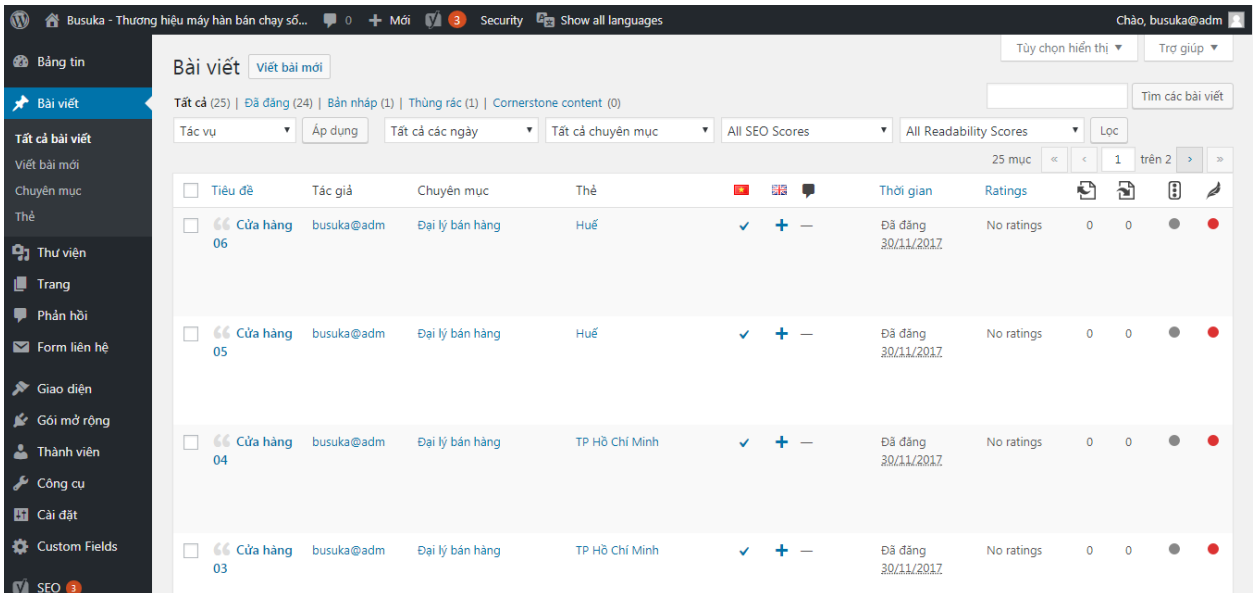 Busuka - Thương hiệu máy hàn bán chạy số... 0 Mới 3 Security Show all languages Chào, busuka@adm
Bảng tin
Bài viết
Tất cả bài viết
Viết bài mới
Chuyên mục
Thẻ
Thư viện
Trang
Phản hồi
Form liên hệ
Giao diện
Gói mở rộng
Thành viên
Công cụ
Cài đặt
Custom Fields
SEO 3
Tùy chọn hiển thị ▼ Trợ giúp ▼
Bài viết Viết bài mới
Tất cả (25) | Đã đăng (24) | Bản nháp (1) | Thùng rác (1) | Cornerstone content (0)
Tìm các bài viết
Tác vụ Áp dụng Tất cả các ngày Tất cả chuyên mục All SEO Scores All Readability Scores Lọc
25 mục « ‹ 1 trên 2 › »
Tiêu đề Tác giả Chuyên mục Thẻ Thời gian Ratings
Cửa hàng busuka@adm Đại lý bán hàng Huế — Đã đăng No ratings 0 0
06 30/11/2017
Cửa hàng busuka@adm Đại lý bán hàng Huế — Đã đăng No ratings 0 0
05 30/11/2017
Cửa hàng busuka@adm Đại lý bán hàng TP Hồ Chí Minh — Đã đăng No ratings 0 0
04 30/11/2017
Cửa hàng busuka@adm Đại lý bán hàng TP Hồ Chí Minh — Đã đăng No ratings 0 0
03 30/11/2017